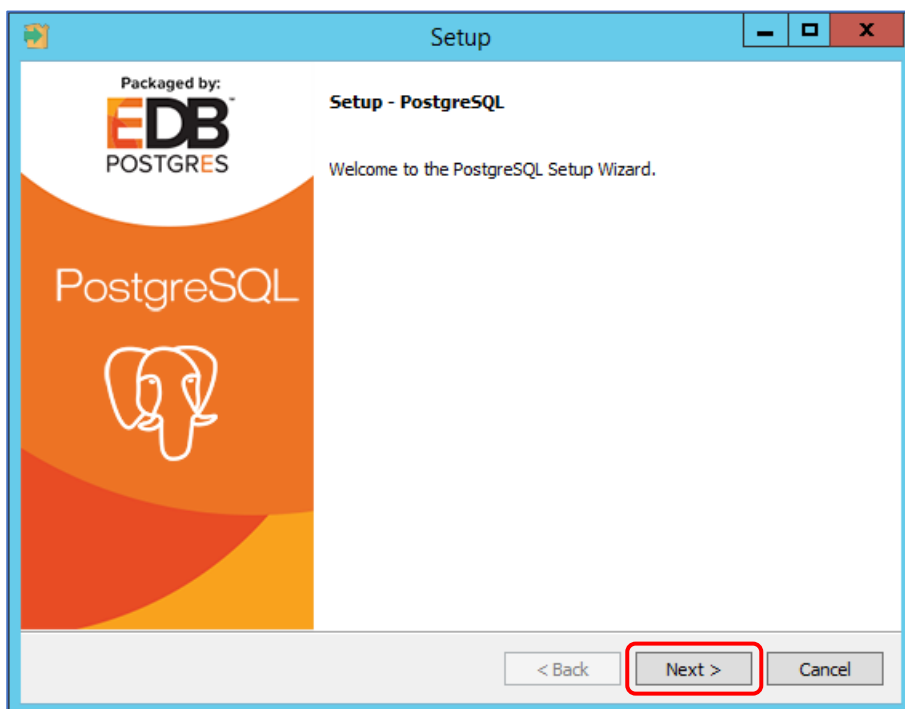 Setup
Packaged by:
EDB
POSTGRES
Setup - PostgreSQL
Welcome to the PostgreSQL Setup Wizard.
PostgreSQL
< Back
Next >
Cancel